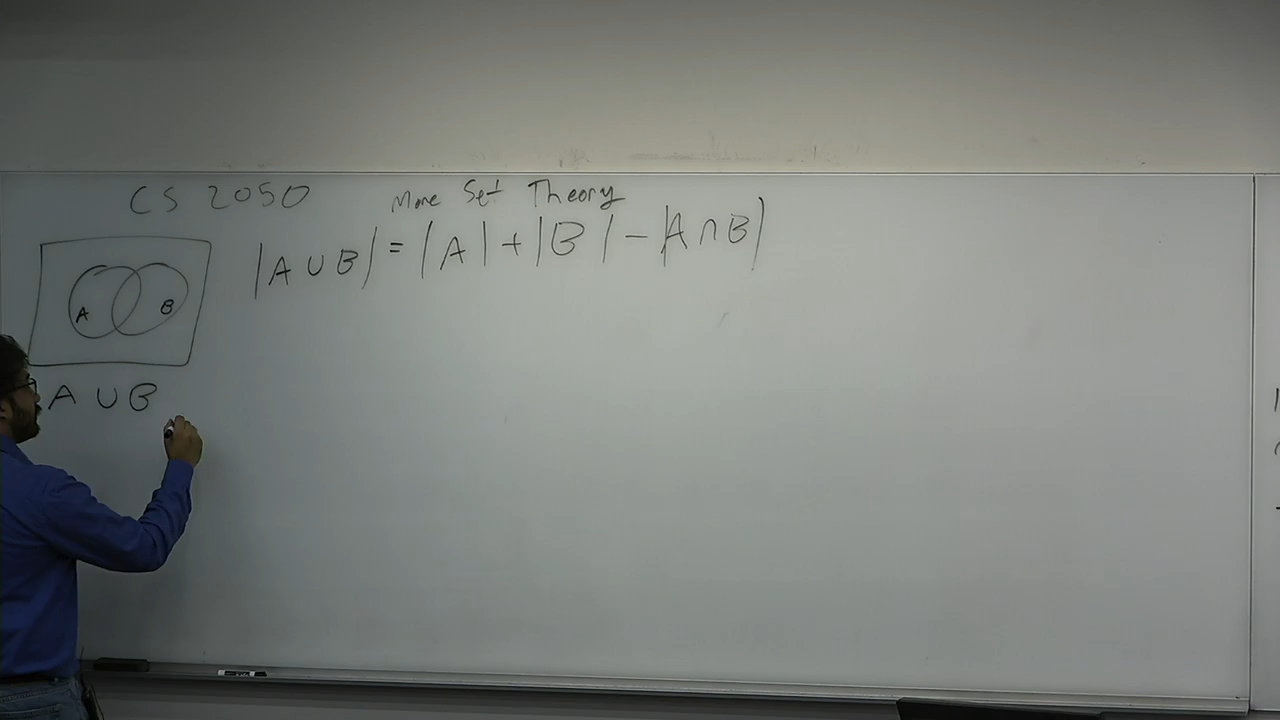 CS 2050 More Set Theory
|A ∪ B| = |A| + |B| - |A ∩ B|
A B
A ∪ B